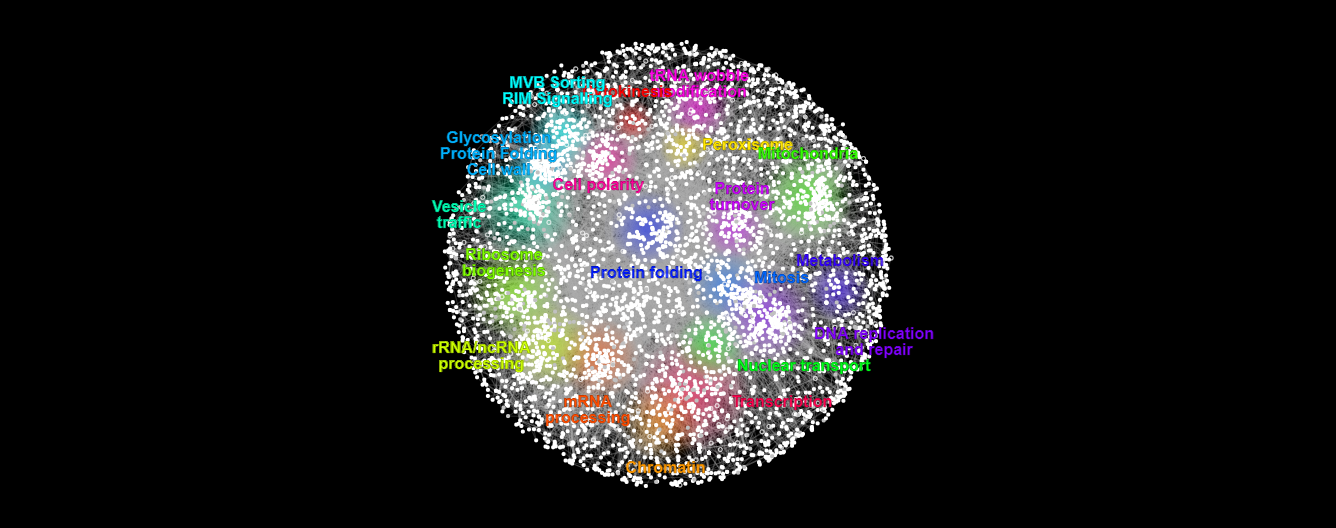 MVB Sorting
RIM Signalling
Cytokinesis
tRNA wobble
modification
Glycosylation
Protein Folding
Cell wall
Peroxisome
Mitochondria
Cell polarity
Protein
turnover
Vesicle
traffic
Ribosome
biogenesis
Protein folding
Metabolism
Mitosis
DNA replication
and repair
rRNA/ncRNA
processing
Nuclear transport
mRNA
processing
Transcription
Chromatin